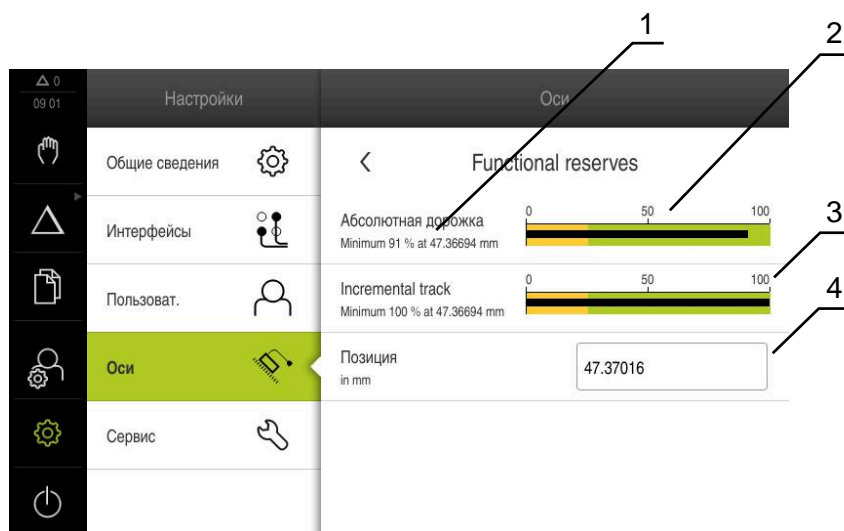 1
2
△ 0
09 01
Настройки
Оси
Общие сведения
Functional reserves
Интерфейсы
Абсолютная дорожка
Minimum 91 % at 47.36694 mm
0 50 100
3
Пользоват.
Incremental track
Minimum 100 % at 47.36694 mm
0 50 100
4
Оси
Позиция
in mm
47.37016
Сервис